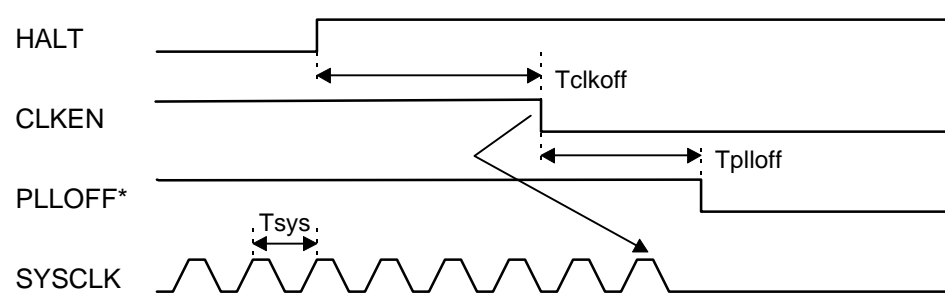 HALT
Tclkoff
CLKEN
Tplloff
PLLOFF*
Tsys
SYSCLK